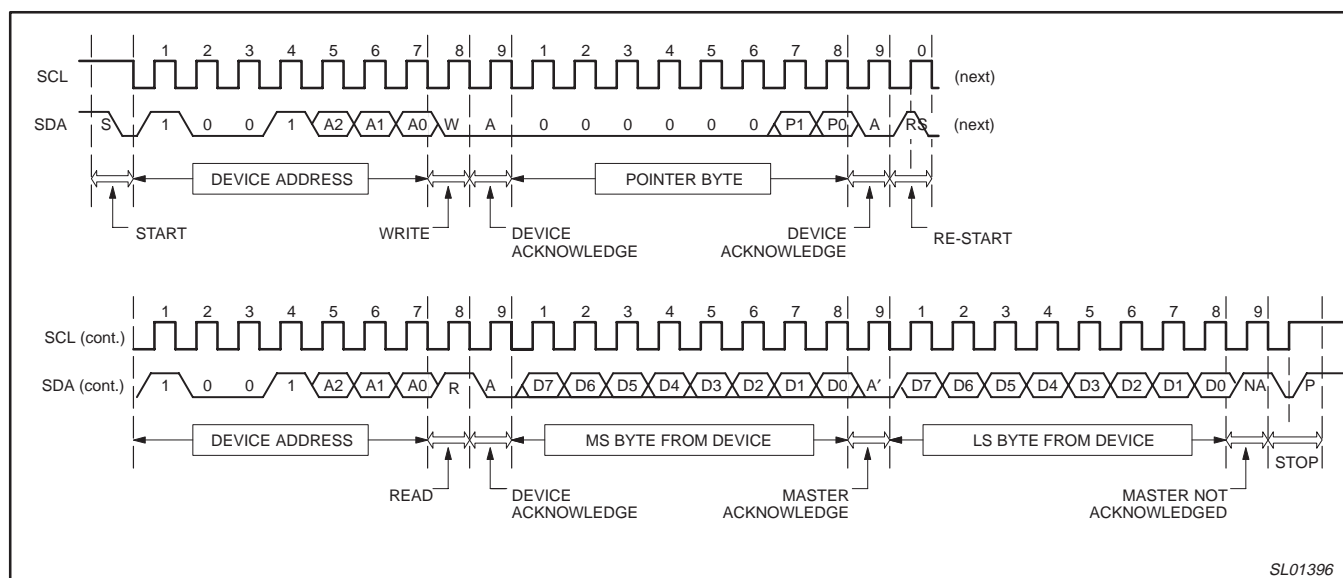 1 2 3 4 5 6 7 8 9 1 2 3 4 5 6 7 8 9 0
SCL (next)
SDA S 1 0 0 1 A2 A1 A0 W A 0 0 0 0 0 0 P1 P0 A RS (next)
DEVICE ADDRESS POINTER BYTE
START WRITE DEVICE ACKNOWLEDGE DEVICE ACKNOWLEDGE RE-START
1 2 3 4 5 6 7 8 9 1 2 3 4 5 6 7 8 9 1 2 3 4 5 6 7 8 9
SCL (cont.)
SDA (cont.) 1 0 0 1 A2 A1 A0 R A D7 D6 D5 D4 D3 D2 D1 D0 A′ D7 D6 D5 D4 D3 D2 D1 D0 NA P
DEVICE ADDRESS MS BYTE FROM DEVICE LS BYTE FROM DEVICE
STOP
READ DEVICE ACKNOWLEDGE MASTER ACKNOWLEDGE MASTER NOT ACKNOWLEDGED
SL01396